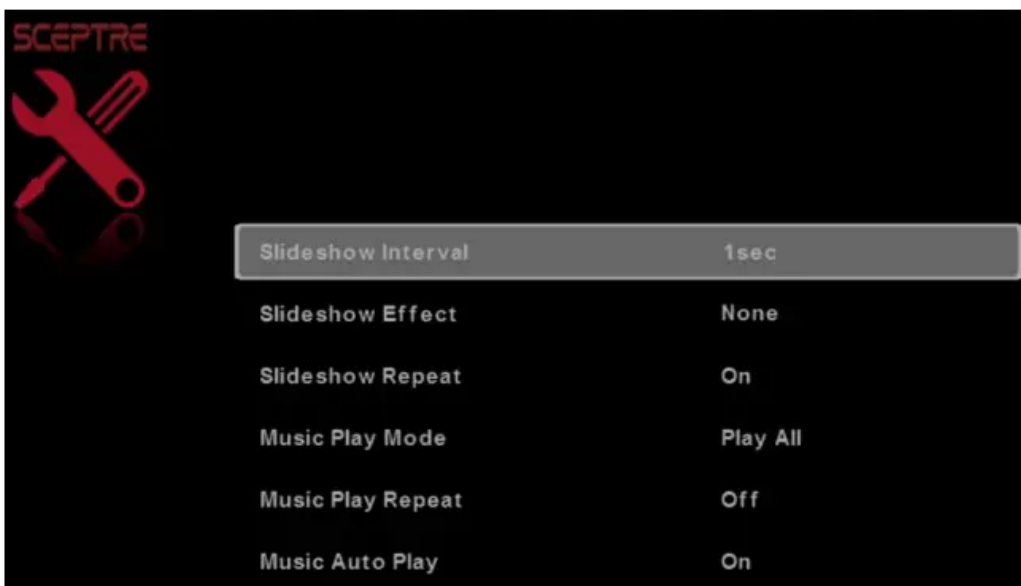 SCEPTRE
Slideshow Interval 1sec
Slideshow Effect None
Slideshow Repeat On
Music Play Mode Play All
Music Play Repeat Off
Music Auto Play On